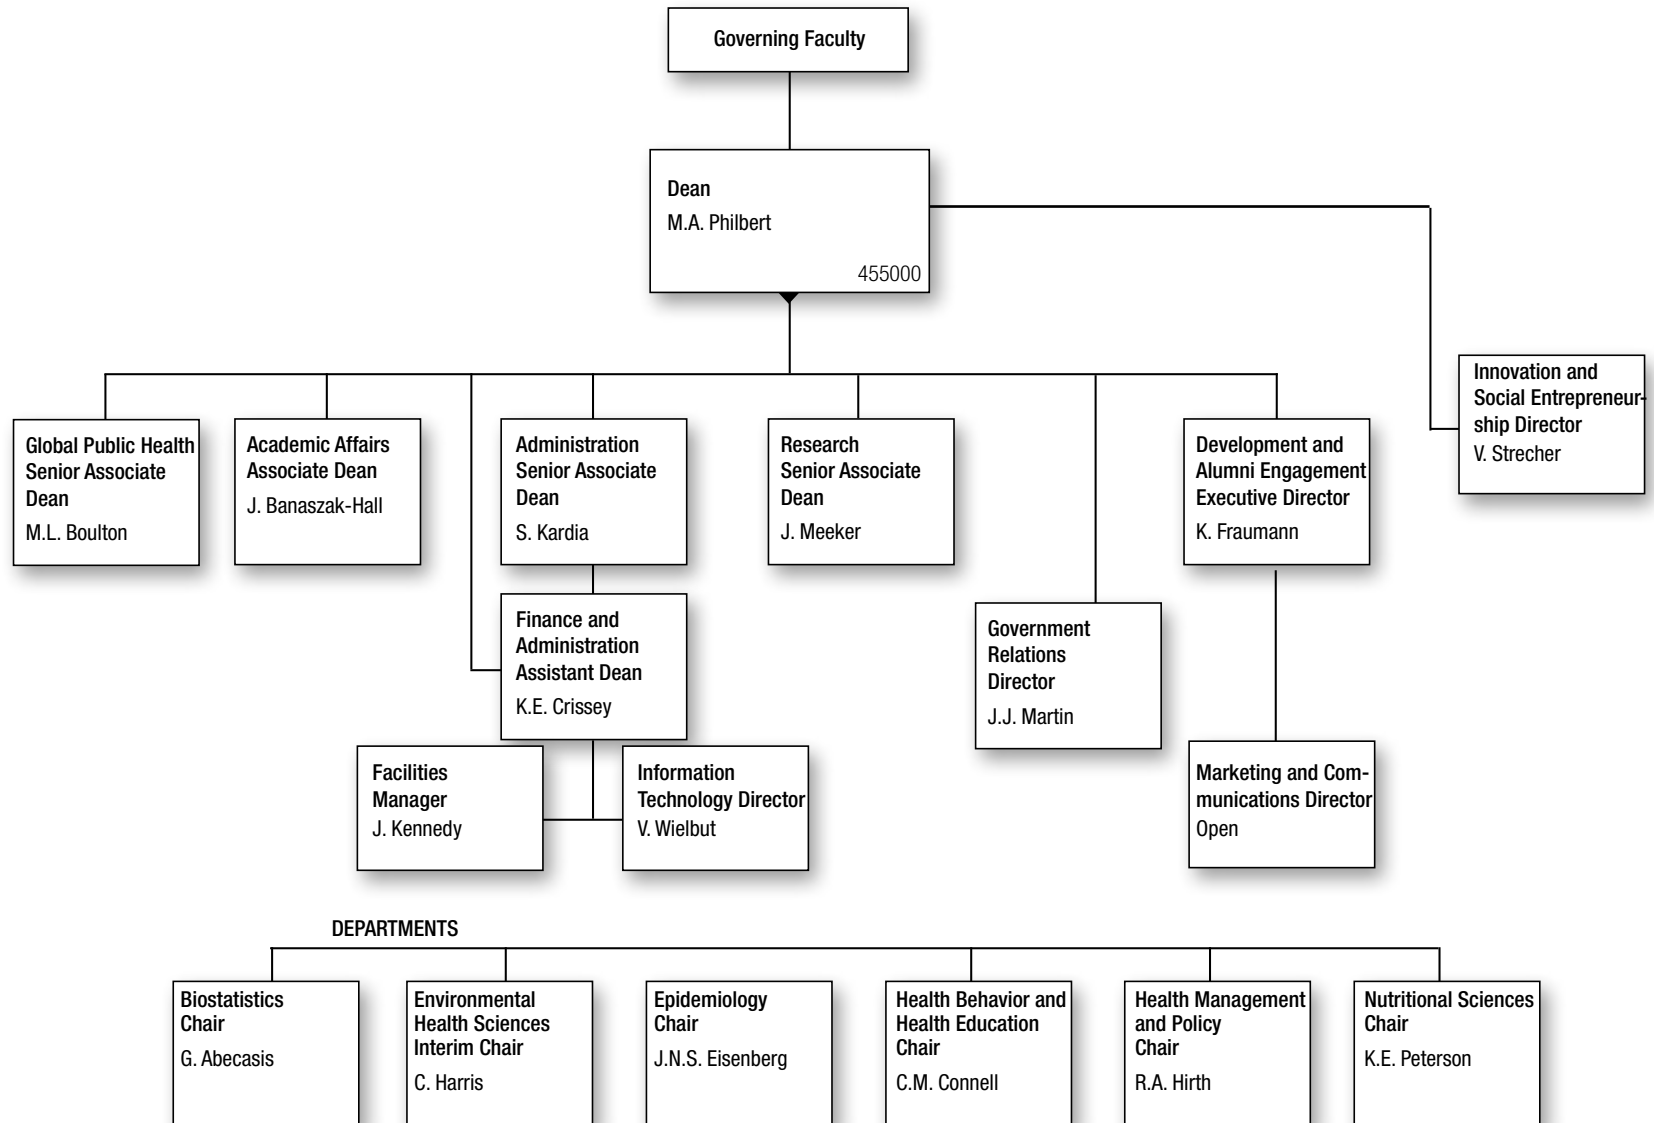 Governing Faculty
Dean
M.A. Philbert
455000
Global Public Health
Senior Associate
Dean
M.L. Boulton
Academic Affairs
Associate Dean
J. Banaszak-Hall
Administration
Senior Associate
Dean
S. Kardia
Research
Senior Associate
Dean
J. Meeker
Development and
Alumni Engagement
Executive Director
K. Fraumann
Innovation and
Social Entrepreneur-
ship Director
V. Strecher
Finance and
Administration
Assistant Dean
K.E. Crissey
Government
Relations
Director
J.J. Martin
Facilities
Manager
J. Kennedy
Information
Technology Director
V. Wielbut
Marketing and Com-
munications Director
Open
DEPARTMENTS
Biostatistics
Chair
G. Abecasis
Environmental
Health Sciences
Interim Chair
C. Harris
Epidemiology
Chair
J.N.S. Eisenberg
Health Behavior and
Health Education
Chair
C.M. Connell
Health Management
and Policy
Chair
R.A. Hirth
Nutritional Sciences
Chair
K.E. Peterson